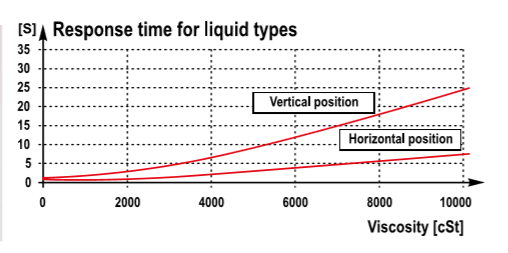 [S] Response time for liquid types
35
30
25
20
15
10
5
0
Vertical position
Horizontal position
0 2000 4000 6000 8000 10000
Viscosity [cSt]